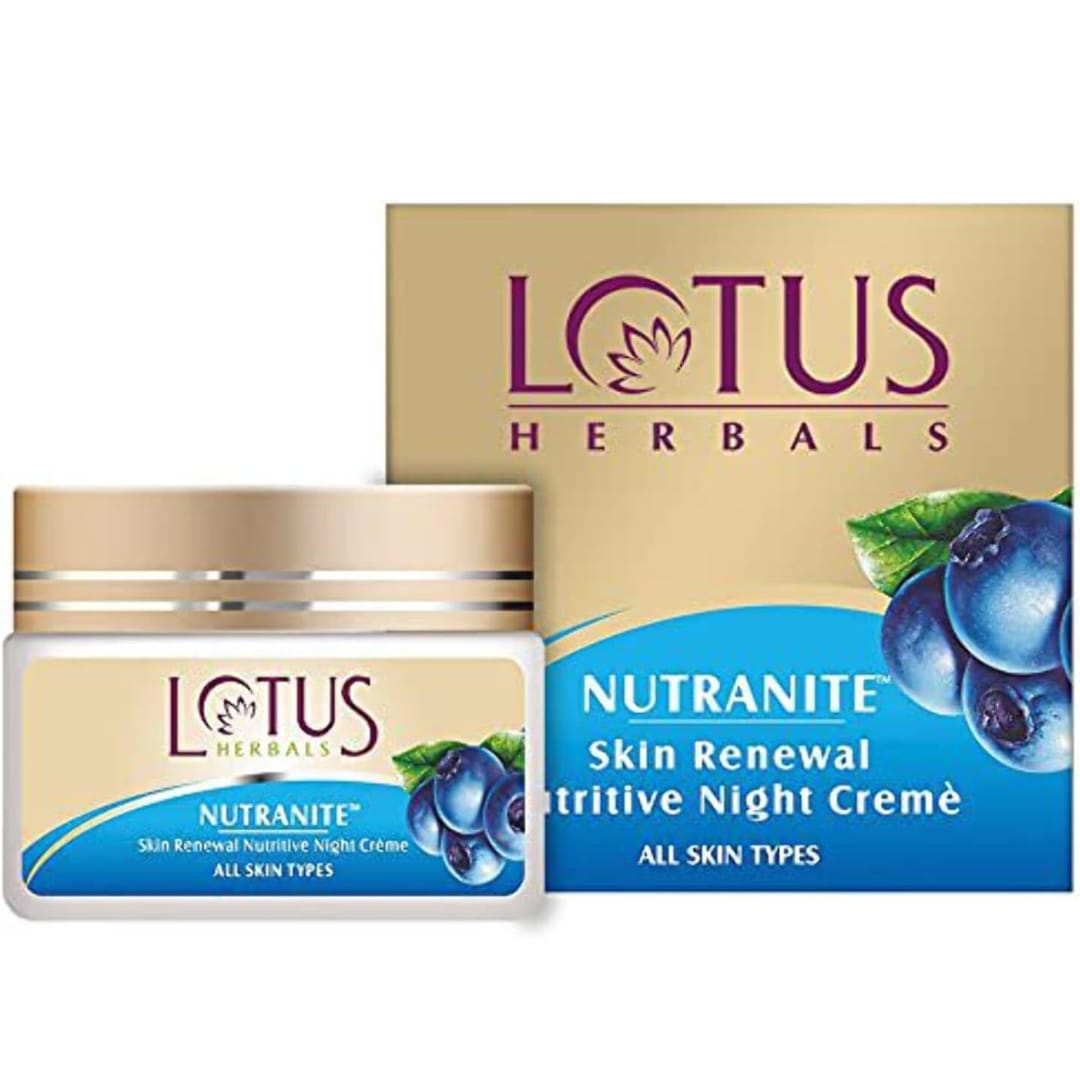 LOTUS
HERBALS
NUTRANITE™
Skin Renewal
tritive Night Cremè
ALL SKIN TYPES
LOTUS
HERBALS
NUTRANITE™
Skin Renewal Nutritive Night Crème
ALL SKIN TYPES